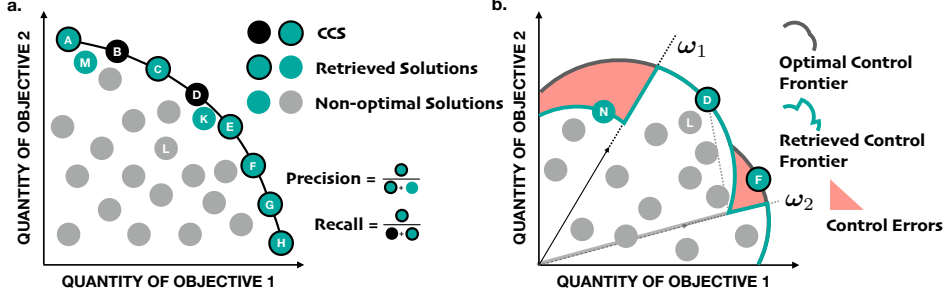 a.
QUANTITY OF OBJECTIVE 2
A
B
M
C
D
K
E
L
F
G
H
QUANTITY OF OBJECTIVE 1
CCS
Retrieved Solutions
Non-optimal Solutions
Precision =
+
Recall =
+
b.
QUANTITY OF OBJECTIVE 2
ω1
N
D
L
F
ω2
QUANTITY OF OBJECTIVE 1
Optimal Control
Frontier
Retrieved Control
Frontier
Control Errors